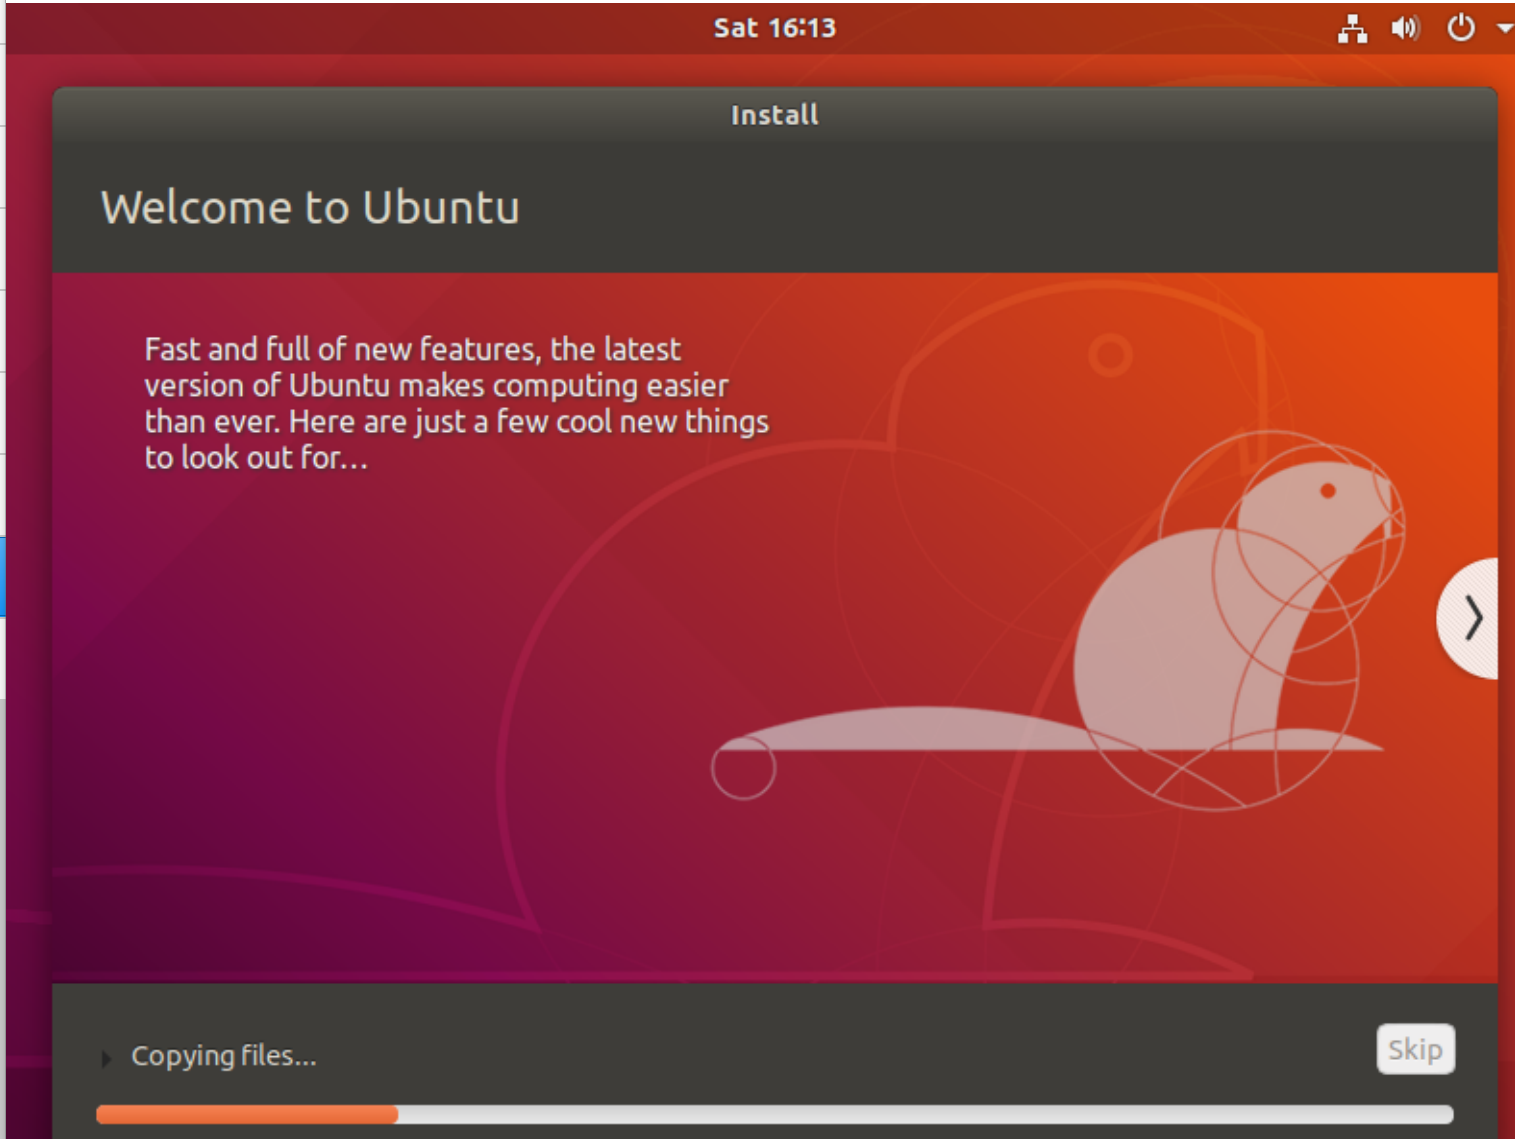 Sat 16:13
Install
Welcome to Ubuntu
Fast and full of new features, the latest
version of Ubuntu makes computing easier
than ever. Here are just a few cool new things
to look out for...
Copying files...
Skip